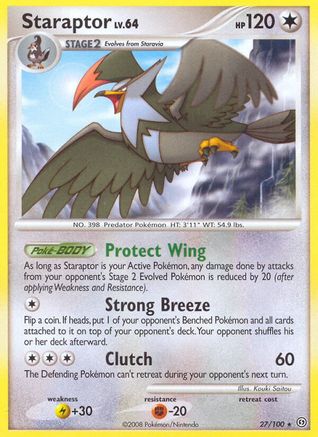 Staraptor LV.64 HP 120
STAGE2 Evolves from Staravia
NO. 398 Predator Pokémon HT: 3'11" WT: 54.9 lbs.
Poké-BODY Protect Wing
As long as Staraptor is your Active Pokémon, any damage done by attacks
from your opponent's Stage 2 Evolved Pokémon is reduced by 20 (after
applying Weakness and Resistance).
Strong Breeze
Flip a coin. If heads, put 1 of your opponent's Benched Pokémon and all cards
attached to it on top of your opponent's deck. Your opponent shuffles his
or her deck afterward.
Clutch 60
The Defending Pokémon can't retreat during your opponent's next turn.
Illus. Kouki Saitou
weakness resistance retreat cost
+30 -20
©2008 Pokémon/Nintendo 27/100 ★